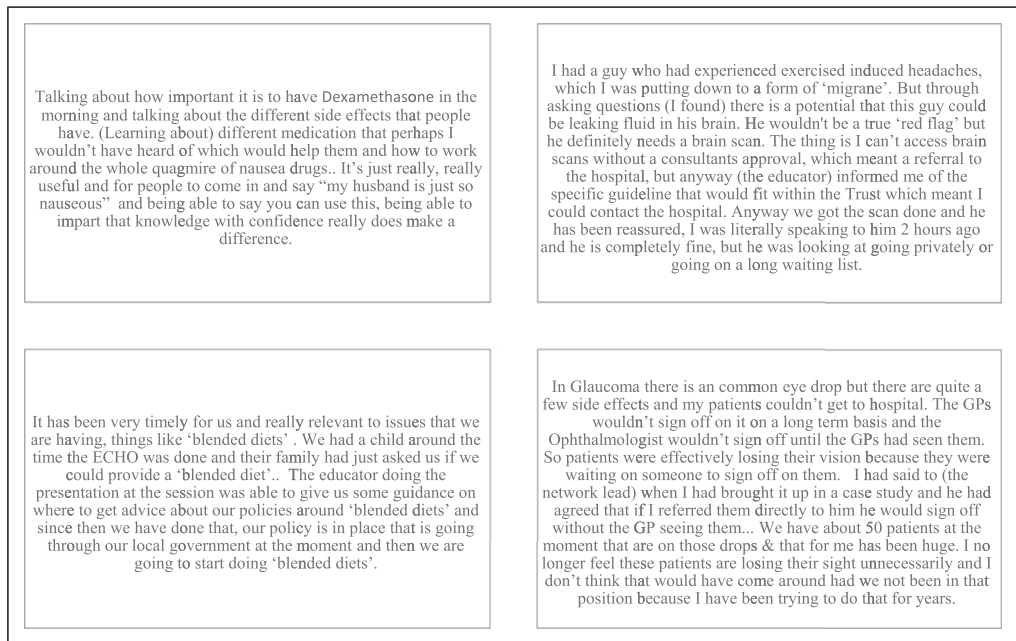 Talking about how important it is to have Dexamethasone in the
morning and talking about the different side effects that people
have. (Learning about) different medication that perhaps I
wouldn't have heard of which would help them and how to work
around the whole quagmire of nausea drugs.. It's just really, really
useful and for people to come in and say “my husband is just so
nauseous” and being able to say you can use this, being able to
impart that knowledge with confidence really does make a
difference.
I had a guy who had experienced exercised induced headaches,
which I was putting down to a form of ‘migrane’. But through
asking questions (I found) there is a potential that this guy could
be leaking fluid in his brain. He wouldn't be a true ‘red flag’ but
he definitely needs a brain scan. The thing is I can’t access brain
scans without a consultants approval, which meant a referral to
the hospital, but anyway (the educator) informed me of the
specific guideline that would fit within the Trust which meant I
could contact the hospital. Anyway we got the scan done and he
has been reassured, I was literally speaking to him 2 hours ago
and he is completely fine, but he was looking at going privately or
going on a long waiting list.
It has been very timely for us and really relevant to issues that we
are having, things like ‘blended diets’ . We had a child around the
time the ECHO was done and their family had just asked us if we
could provide a ‘blended diet’.. The educator doing the
presentation at the session was able to give us some guidance on
where to get advice about our policies around ‘blended diets’ and
since then we have done that, our policy is in place that is going
through our local government at the moment and then we are
going to start doing ‘blended diets’.
In Glaucoma there is an common eye drop but there are quite a
few side effects and my patients couldn’t get to hospital. The GPs
wouldn’t sign off on it on a long term basis and the
Ophthalmologist wouldn’t sign off until the GPs had seen them.
So patients were effectively losing their vision because they were
waiting on someone to sign off on them. I had said to (the
network lead) when I had brought it up in a case study and he had
agreed that if I referred them directly to him he would sign off
without the GP seeing them... We have about 50 patients at the
moment that are on those drops & that for me has been huge. I no
longer feel these patients are losing their sight unnecessarily and I
don’t think that would have come around had we not been in that
position because I have been trying to do that for years.